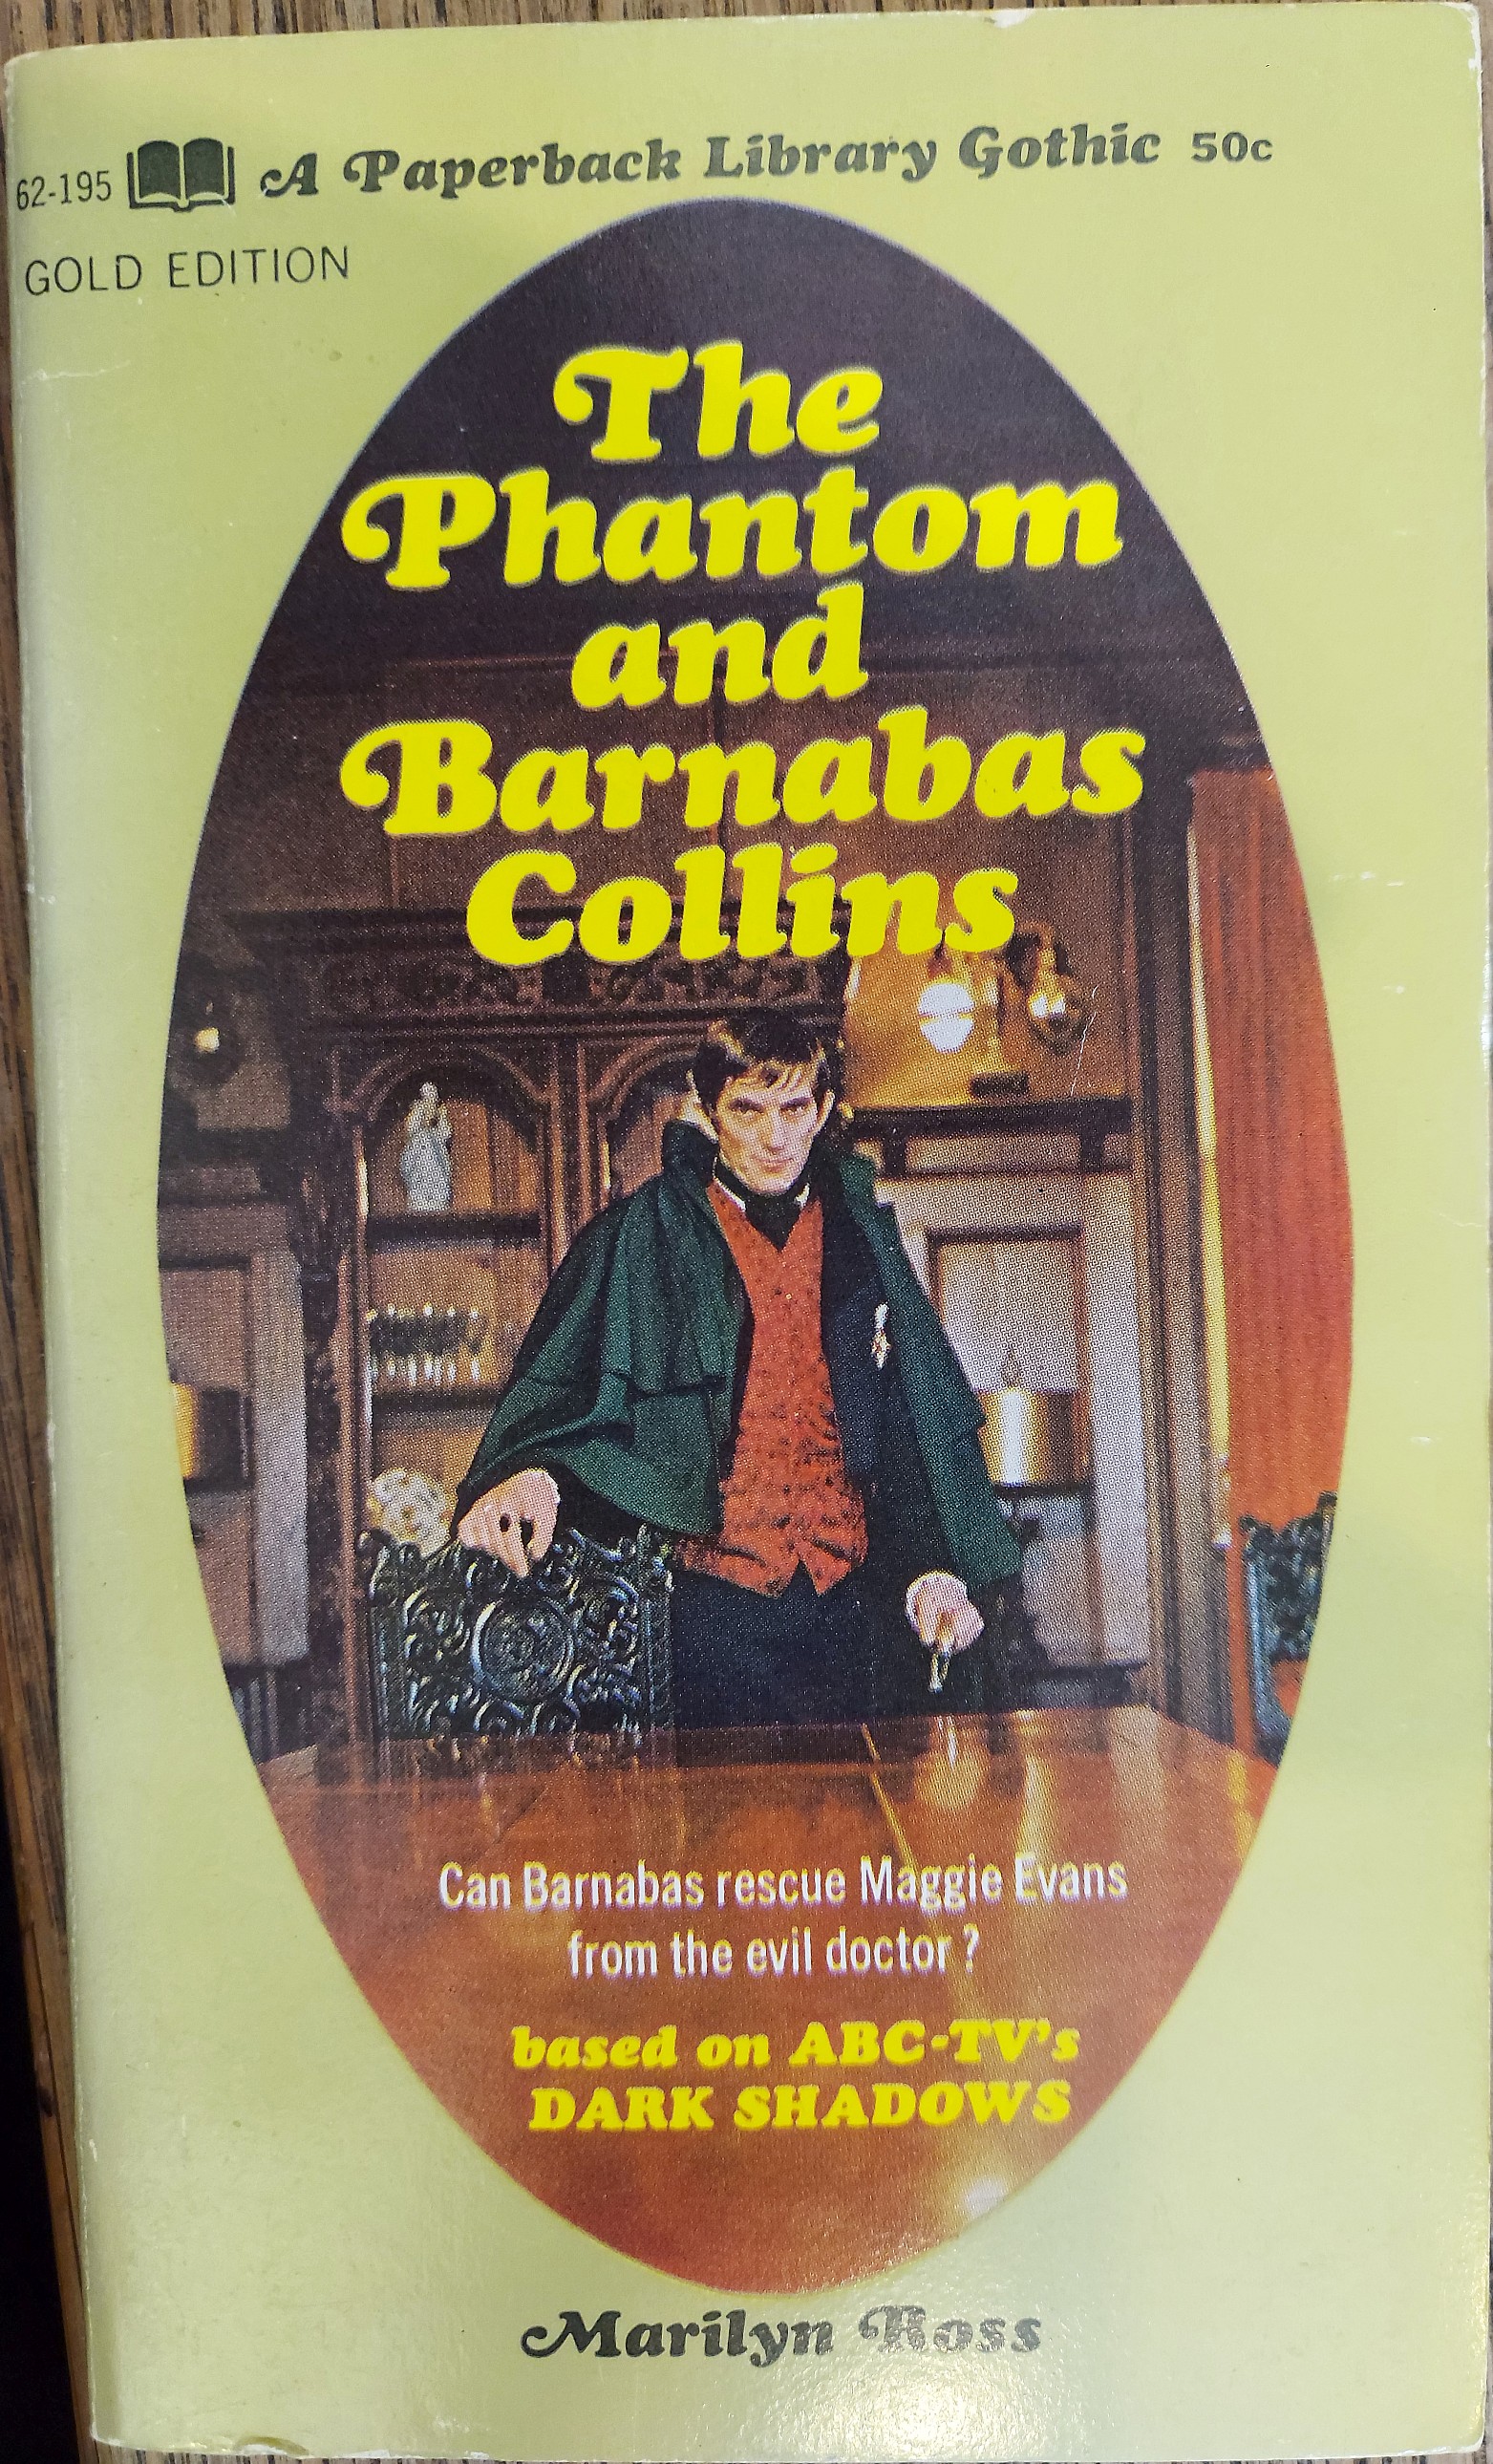 62-195 A Paperback Library Gothic 50c
GOLD EDITION
The
Phantom
and
Barnabas
Collins
Can Barnabas rescue Maggie Evans
from the evil doctor?
based on ABC-TV's
DARK SHADOWS
Marilyn Ross